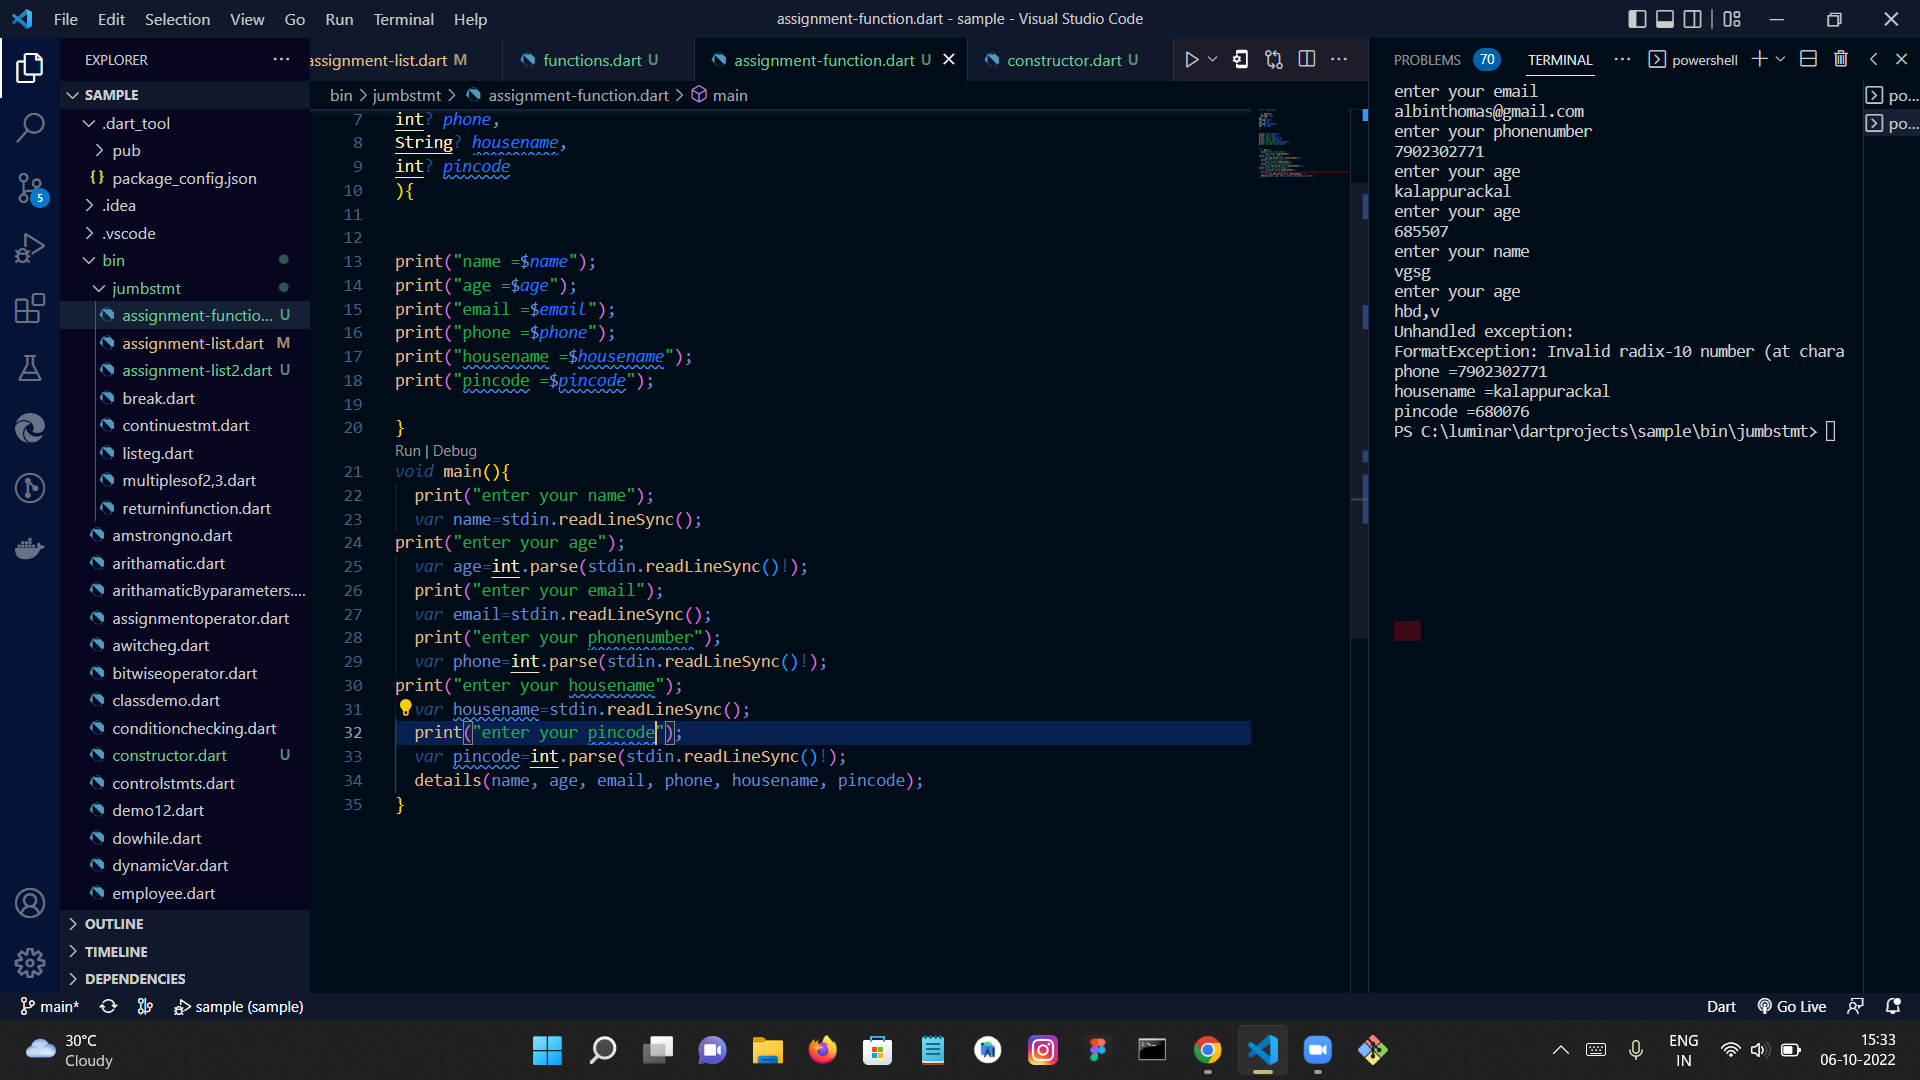 File Edit Selection View Go Run Terminal Help
assignment-function.dart - sample - Visual Studio Code
EXPLORER
SAMPLE
.dart_tool
pub
package_config.json
.idea
.vscode
bin
jumbstmt
assignment-functio... U
assignment-list.dart M
assignment-list2.dart U
break.dart
continuestmt.dart
listeg.dart
multiplesof2,3.dart
returninfunction.dart
amstrongno.dart
arithamatic.dart
arithamaticByparameters....
assignmentoperator.dart
awitcheg.dart
bitwiseoperator.dart
classdemo.dart
conditionchecking.dart
constructor.dart U
controlstmts.dart
demo12.dart
dowhile.dart
dynamicVar.dart
employee.dart
OUTLINE
TIMELINE
DEPENDENCIES
5
assignment-list.dart M
functions.dart U
assignment-function.dart U
constructor.dart U
bin > jumbstmt > assignment-function.dart > main
7 int? phone,
8 String? housename,
9 int? pincode
10 ){
11
12
13 print("name =$name");
14 print("age =$age");
15 print("email =$email");
16 print("phone =$phone");
17 print("housename =$housename");
18 print("pincode =$pincode");
19
20 }
Run | Debug
21 void main(){
22 print("enter your name");
23 var name=stdin.readLineSync();
24 print("enter your age");
25 var age=int.parse(stdin.readLineSync()!);
26 print("enter your email");
27 var email=stdin.readLineSync();
28 print("enter your phonenumber");
29 var phone=int.parse(stdin.readLineSync()!);
30 print("enter your housename");
31 var housename=stdin.readLineSync();
32 print("enter your pincode");
33 var pincode=int.parse(stdin.readLineSync()!);
34 details(name, age, email, phone, housename, pincode);
35 }
PROBLEMS 70 TERMINAL powershell
po...
po...
enter your email
albinthomas@gmail.com
enter your phonenumber
7902302771
enter your age
kalappurackal
enter your age
685507
enter your name
vgsg
enter your age
hbd,v
Unhandled exception:
FormatException: Invalid radix-10 number (at chara
phone =7902302771
housename =kalappurackal
pincode =680076
PS C:\luminar\dartprojects\sample\bin\jumbstmt>
main* sample (sample)
Dart Go Live
30°C
Cloudy
ENG
IN
15:33
06-10-2022